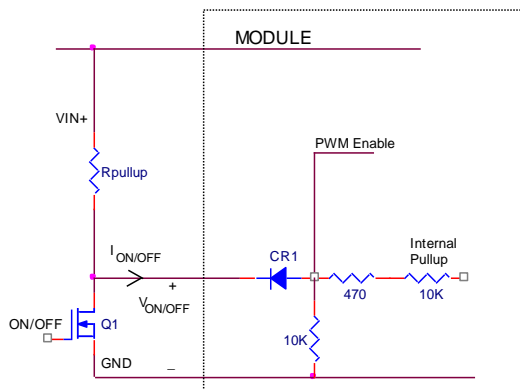 MODULE
VIN+
Rpullup
PWM Enable
I ON/OFF
+
V ON/OFF
CR1
Internal
Pullup
470
10K
ON/OFF
Q1
10K
GND
_